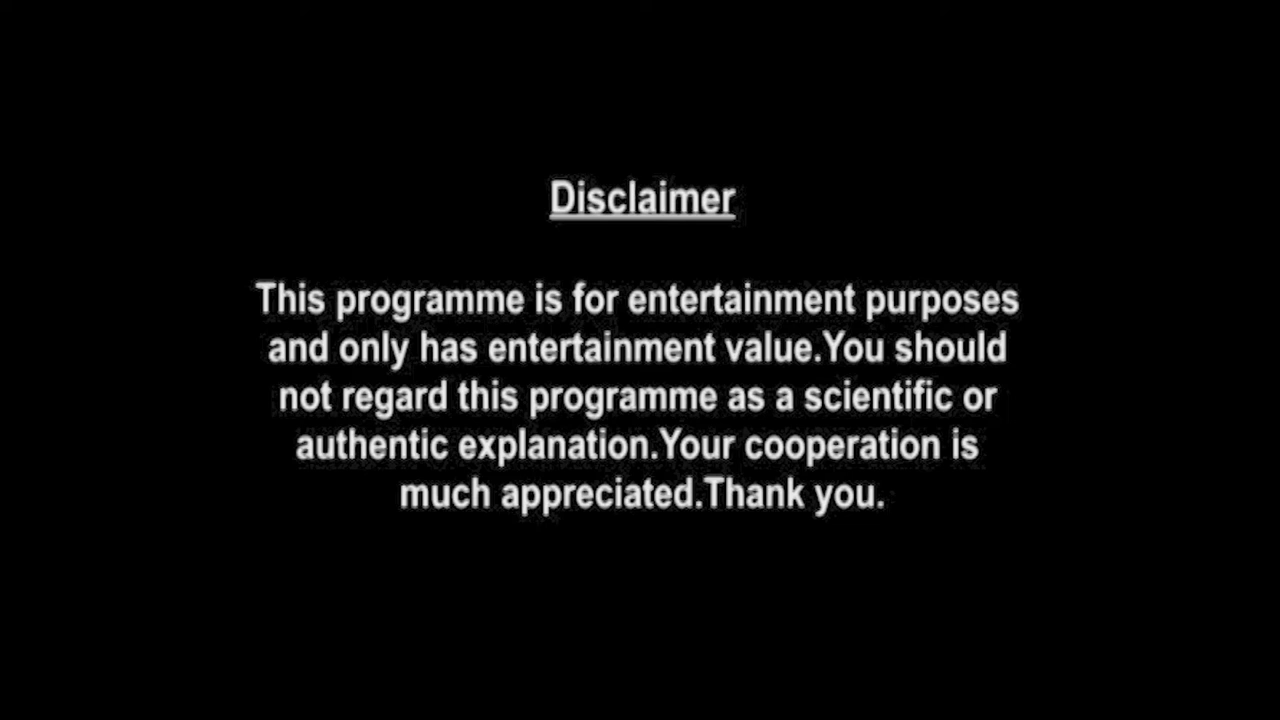 Disclaimer
This programme is for entertainment purposes
and only has entertainment value.You should
not regard this programme as a scientific or
authentic explanation.Your cooperation is
much appreciated.Thank you.